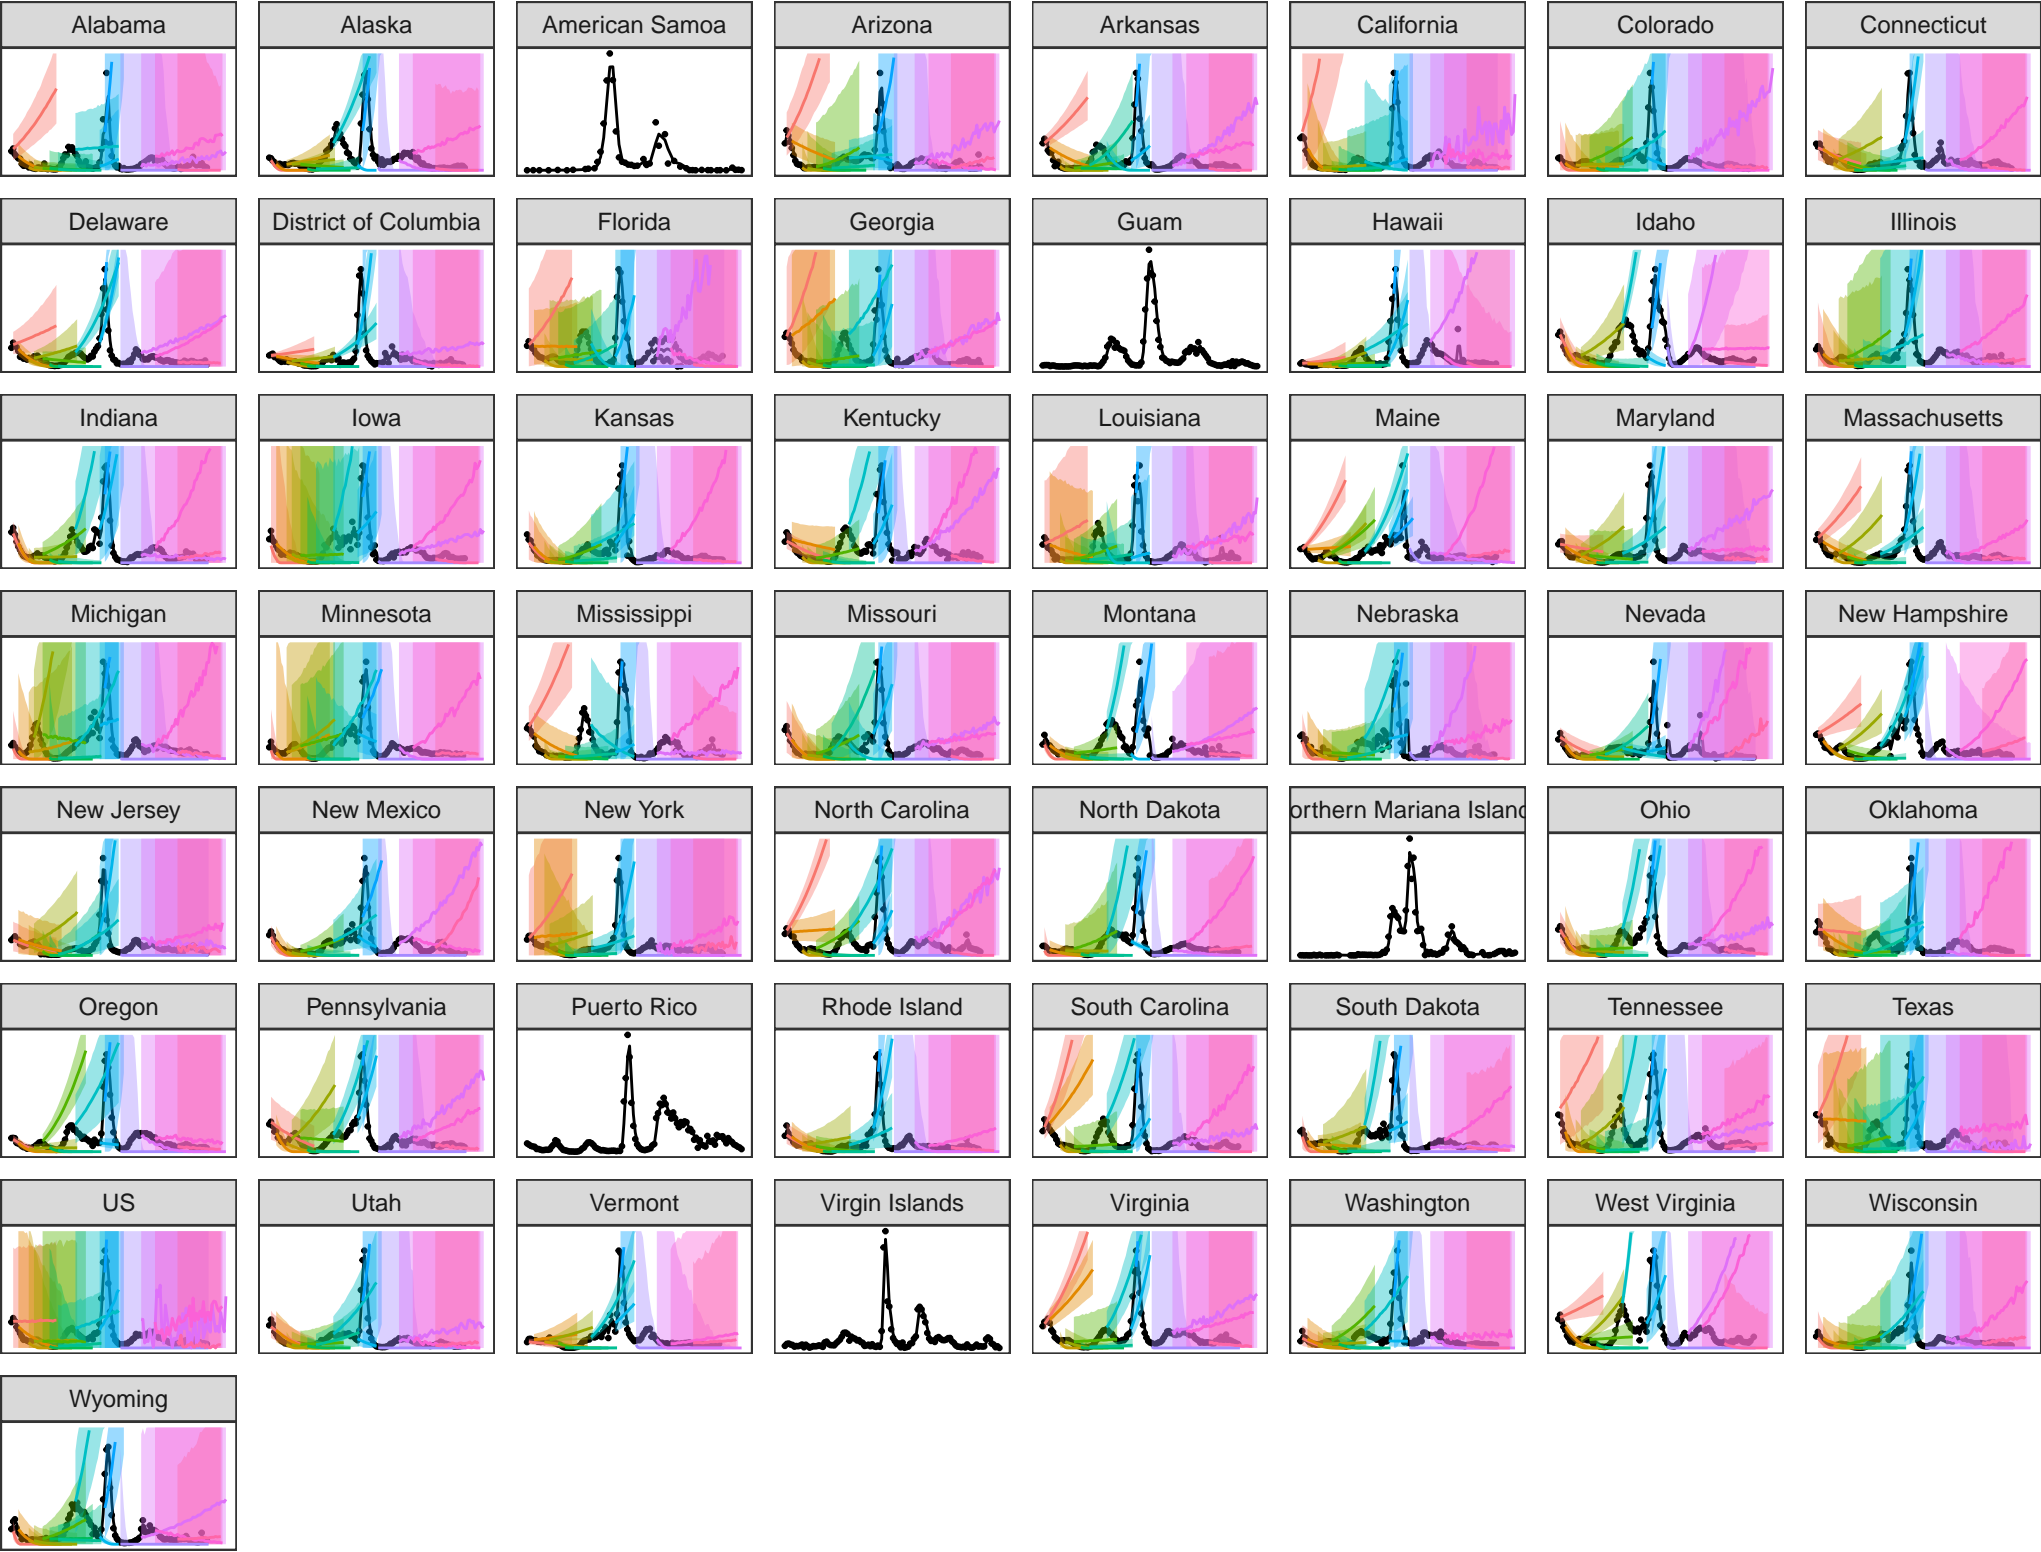 Alabama
Alaska
American Samoa
Arizona
Arkansas
California
Colorado
Connecticut
Delaware
District of Columbia
Florida
Georgia
Guam
Hawaii
Idaho
Illinois
Indiana
Iowa
Kansas
Kentucky
Louisiana
Maine
Maryland
Massachusetts
Michigan
Minnesota
Mississippi
Missouri
Montana
Nebraska
Nevada
New Hampshire
New Jersey
New Mexico
New York
North Carolina
North Dakota
orthern Mariana Island
Ohio
Oklahoma
Oregon
Pennsylvania
Puerto Rico
Rhode Island
South Carolina
South Dakota
Tennessee
Texas
US
Utah
Vermont
Virgin Islands
Virginia
Washington
West Virginia
Wisconsin
Wyoming